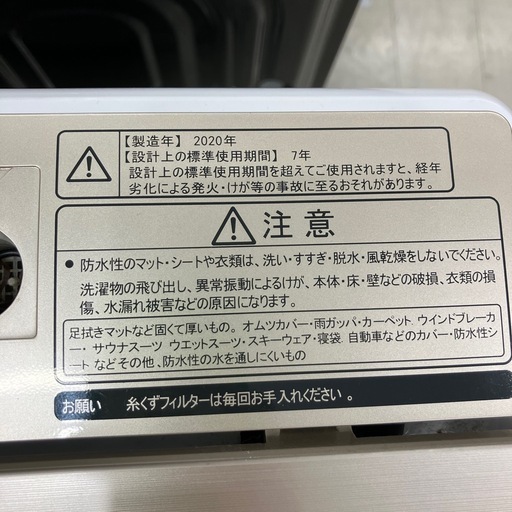 【製造年】 2020年
【設計上の標準使用期間】 7年
設計上の標準使用期間を超えてご使用されますと、経年
劣化による発火・けが等の事故に至るおそれがあります。
注意
● 防水性のマット・シートや衣類は、洗い・すすぎ・脱水・風乾燥をしないでください。
洗濯物の飛び出し、異常振動によるけが、本体・床・壁などの破損、衣類の損
傷、水漏れ被害などの原因になります。
足拭きマットなど固くて厚いもの。オムツカバー・雨ガッパ・カーペット ウインドブレーカ
ー・サウナスーツ ウエットスーツ・スキーウェア・寝袋 自動車などのカバー・防水性シ
ート などその他、防水性の水を通しにくいもの
お願い 糸くずフィルターは毎回お手入れください。